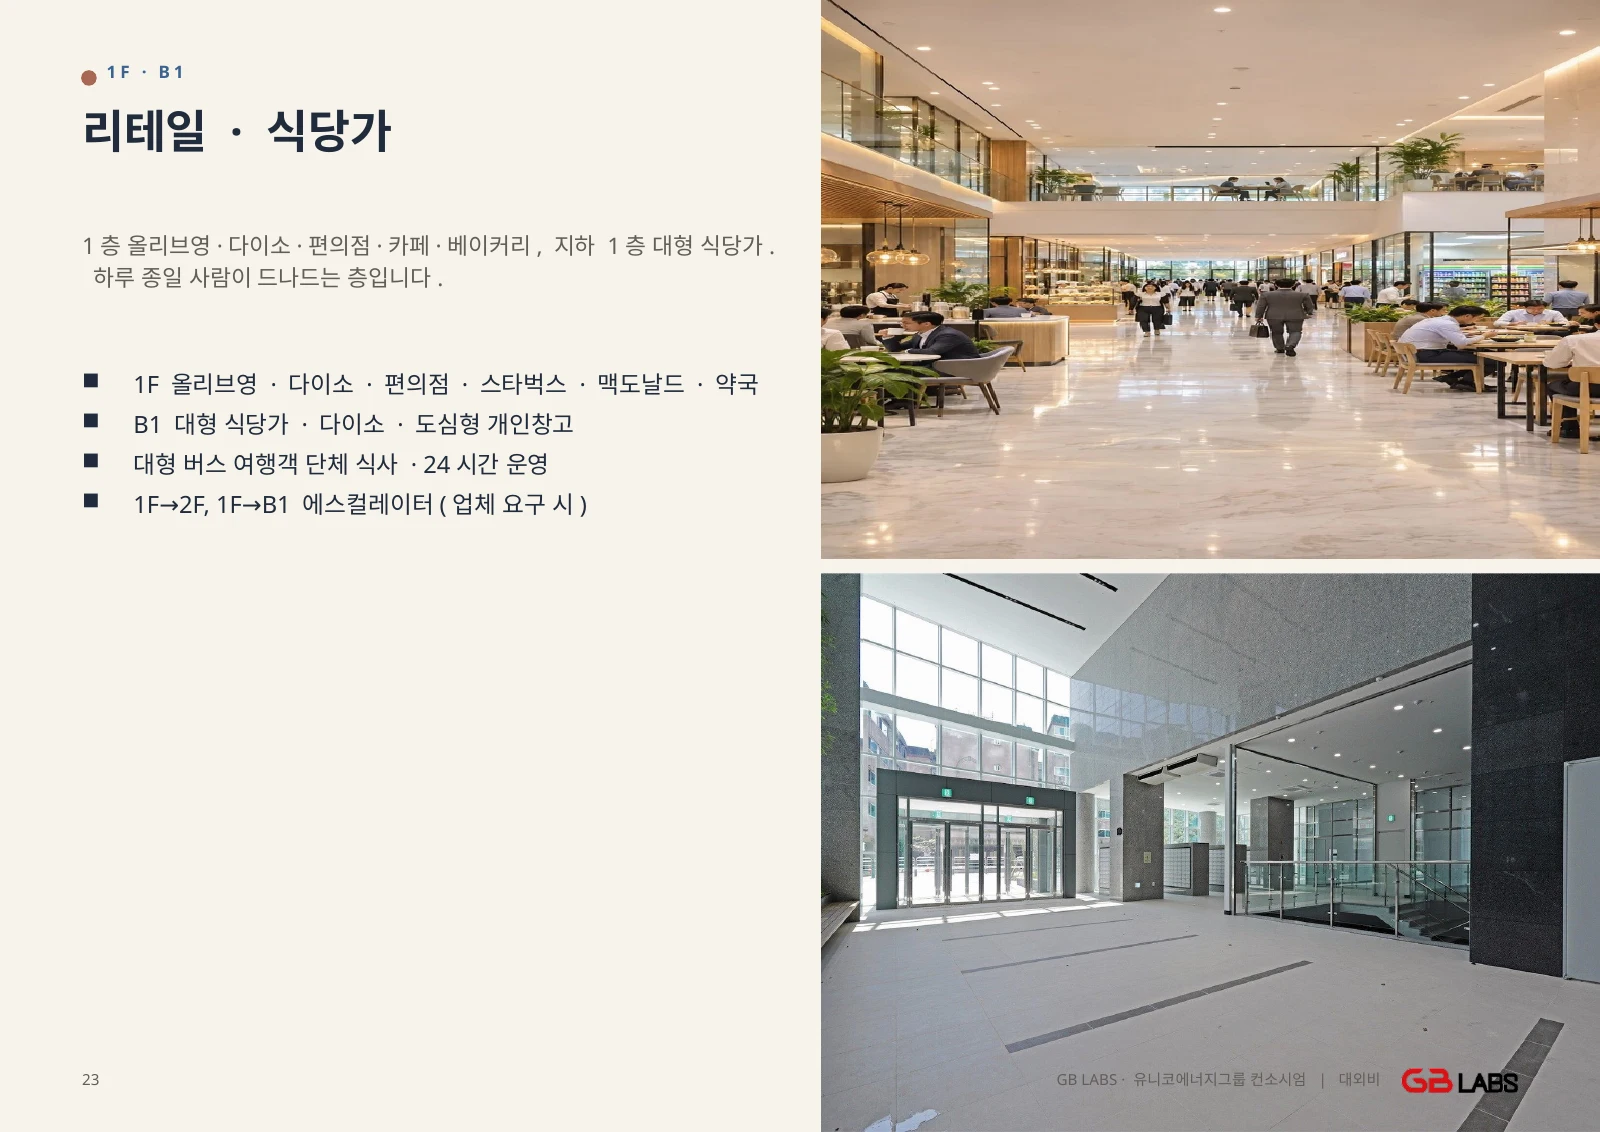 1F · B1
리테일 · 식당가
1층 올리브영·다이소·편의점·카페·베이커리, 지하 1층 대형 식당가.
하루 종일 사람이 드나드는 층입니다.
■ 1F 올리브영 · 다이소 · 편의점 · 스타벅스 · 맥도날드 · 약국
■ B1 대형 식당가 · 다이소 · 도심형 개인창고
■ 대형 버스 여행객 단체 식사 ·24시간 운영
■ 1F→2F, 1F→B1 에스컬레이터(업체 요구 시)
23
GB LABS· 유니코에너지그룹 컨소시엄 | 대외비
GB LABS